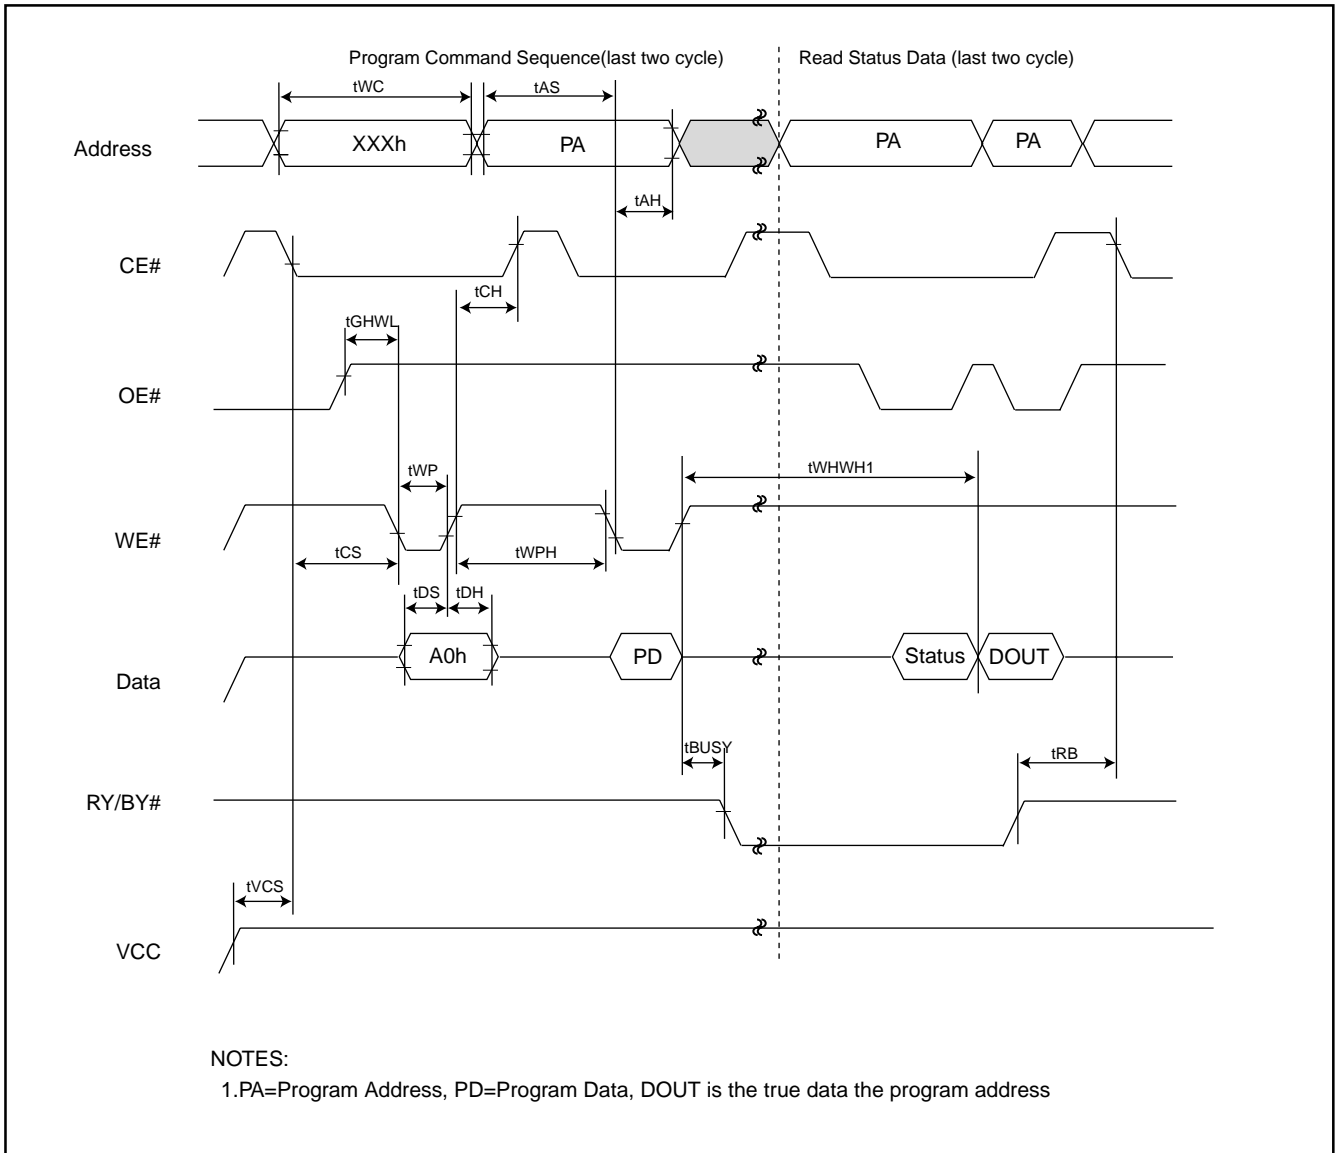 Program Command Sequence(last two cycle)
Read Status Data (last two cycle)
tWC
tAS
Address
XXXh
PA
PA
PA
tAH
CE#
tCH
tGHWL
OE#
tWP
tWHWH1
WE#
tCS
tWPH
tDS
tDH
A0h
PD
Status
DOUT
Data
tBUSY
tRB
RY/BY#
tVCS
VCC
NOTES:
1.PA=Program Address, PD=Program Data, DOUT is the true data the program address